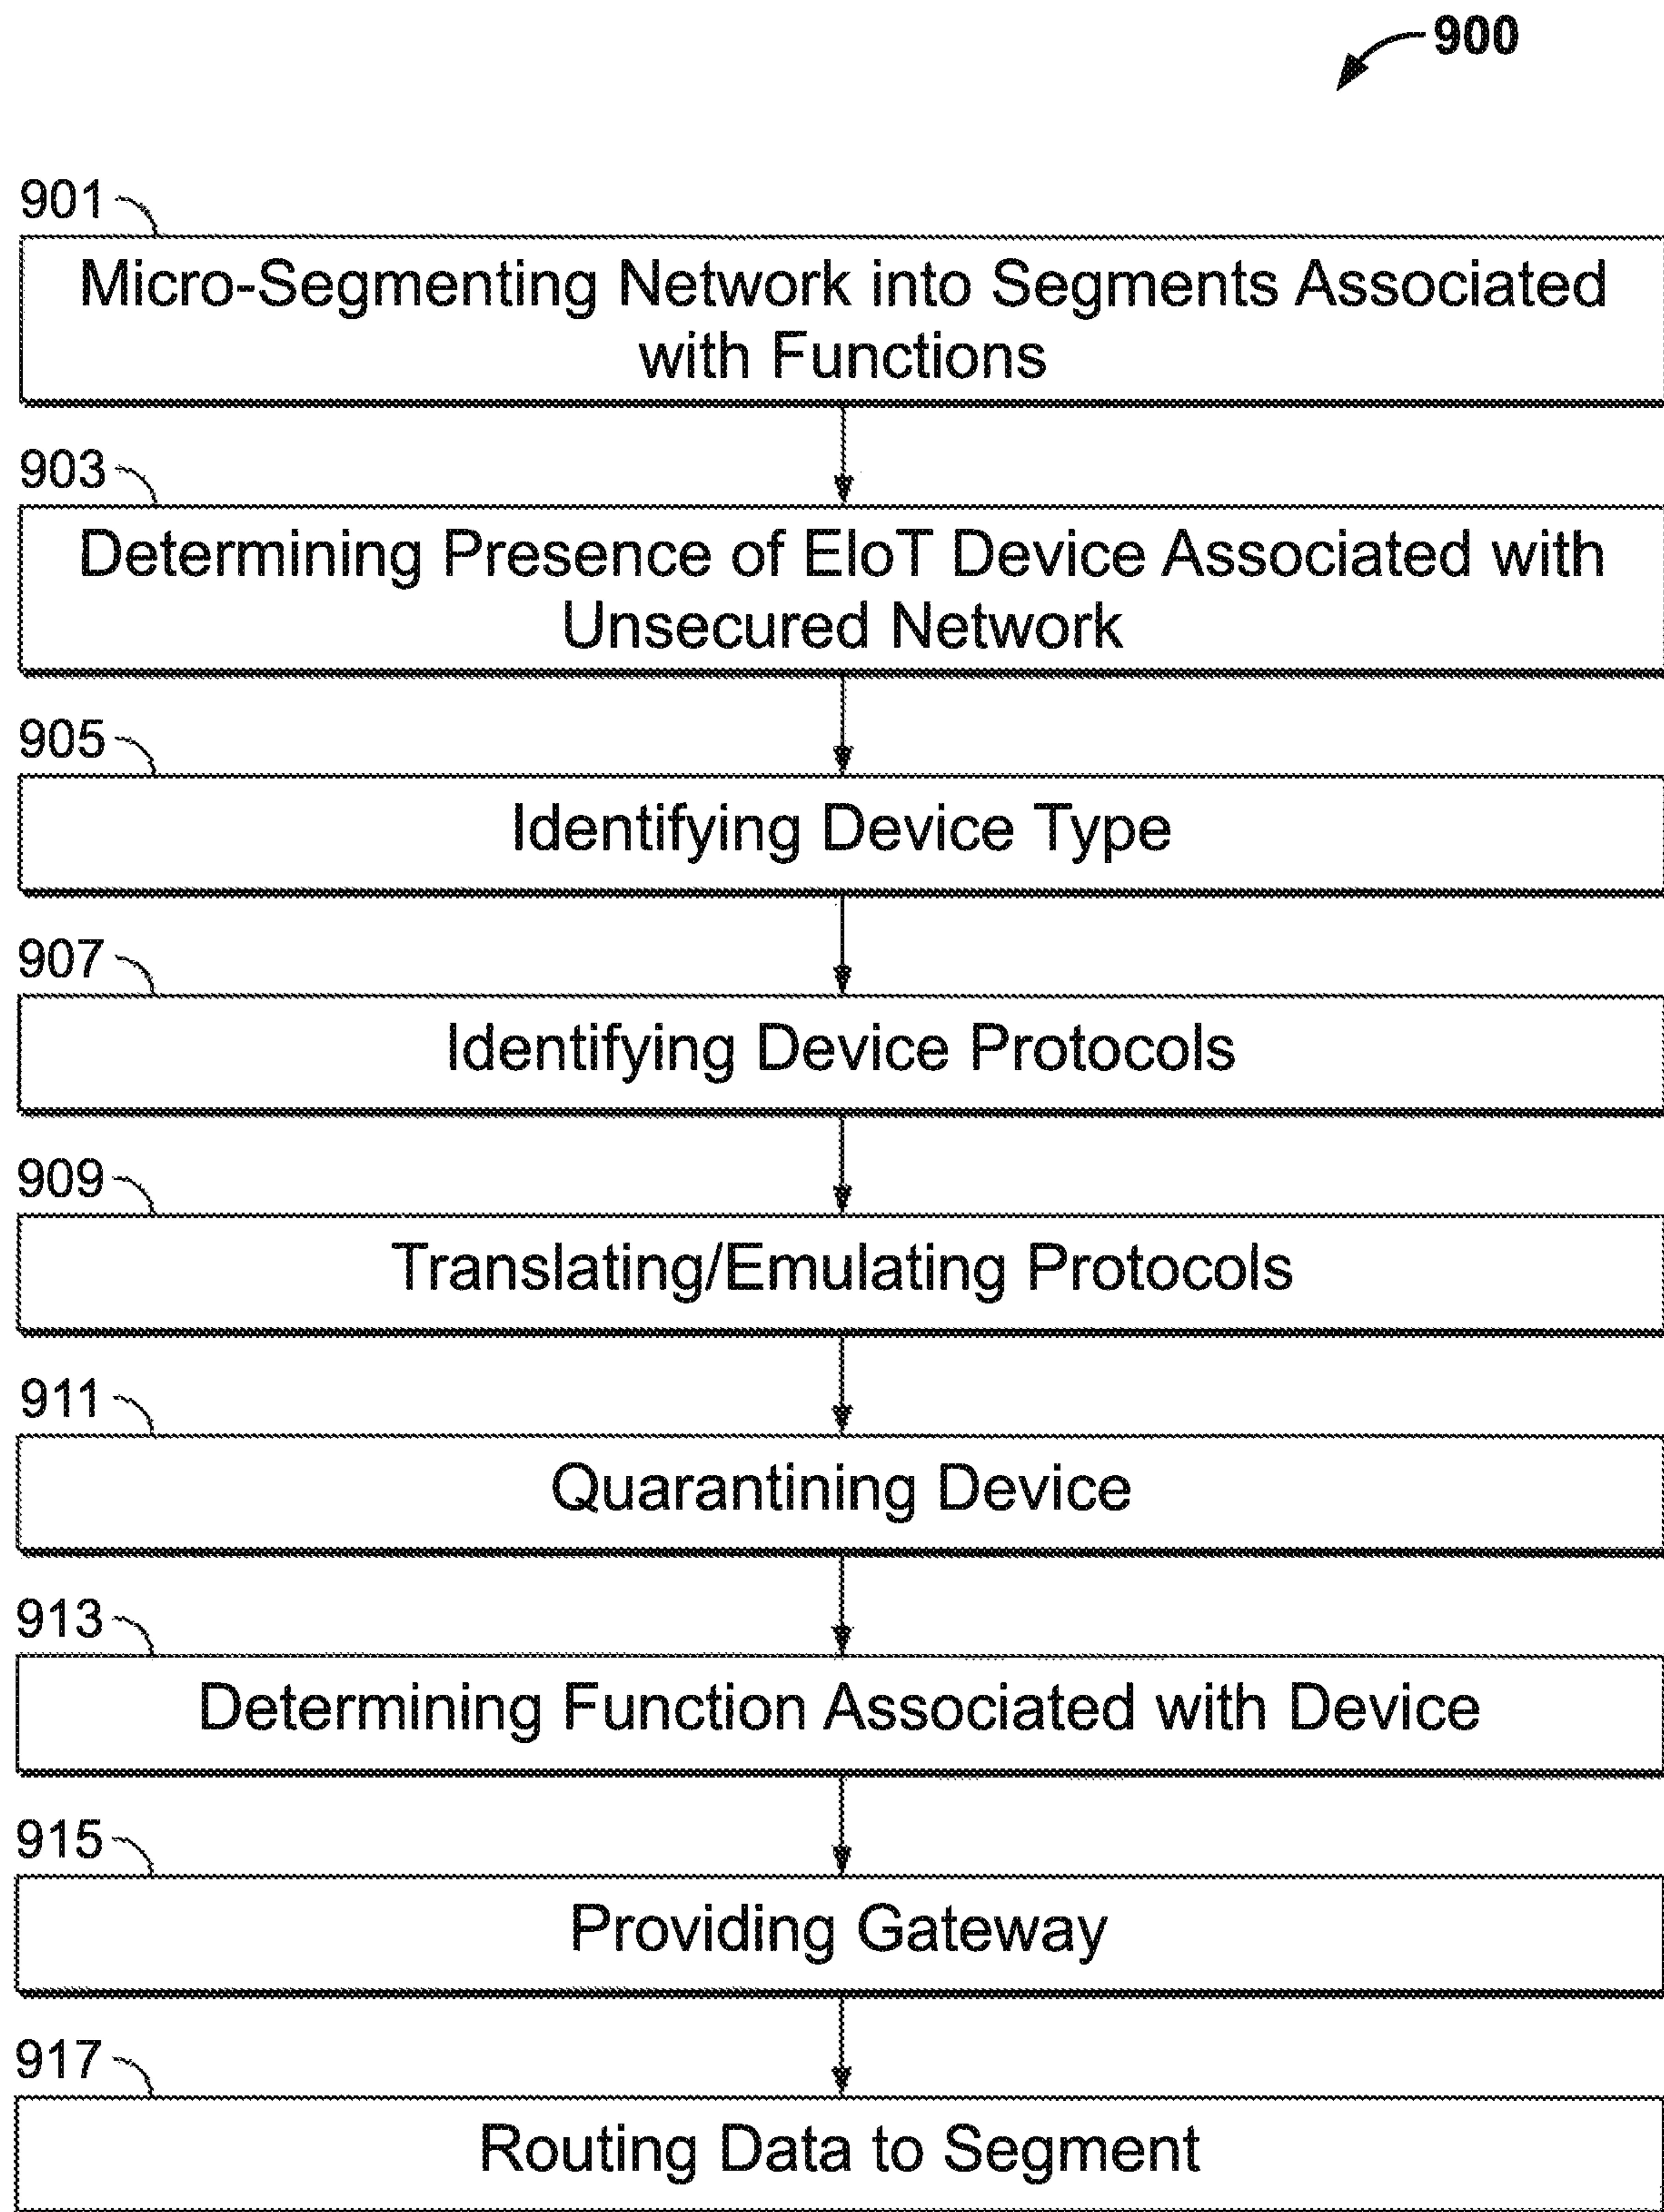 900
901
Micro-Segmenting Network into Segments Associated
with Functions
903
Determining Presence of EIoT Device Associated with
Unsecured Network
905
Identifying Device Type
907
Identifying Device Protocols
909
Translating/Emulating Protocols
911
Quarantining Device
913
Determining Function Associated with Device
915
Providing Gateway
917
Routing Data to Segment